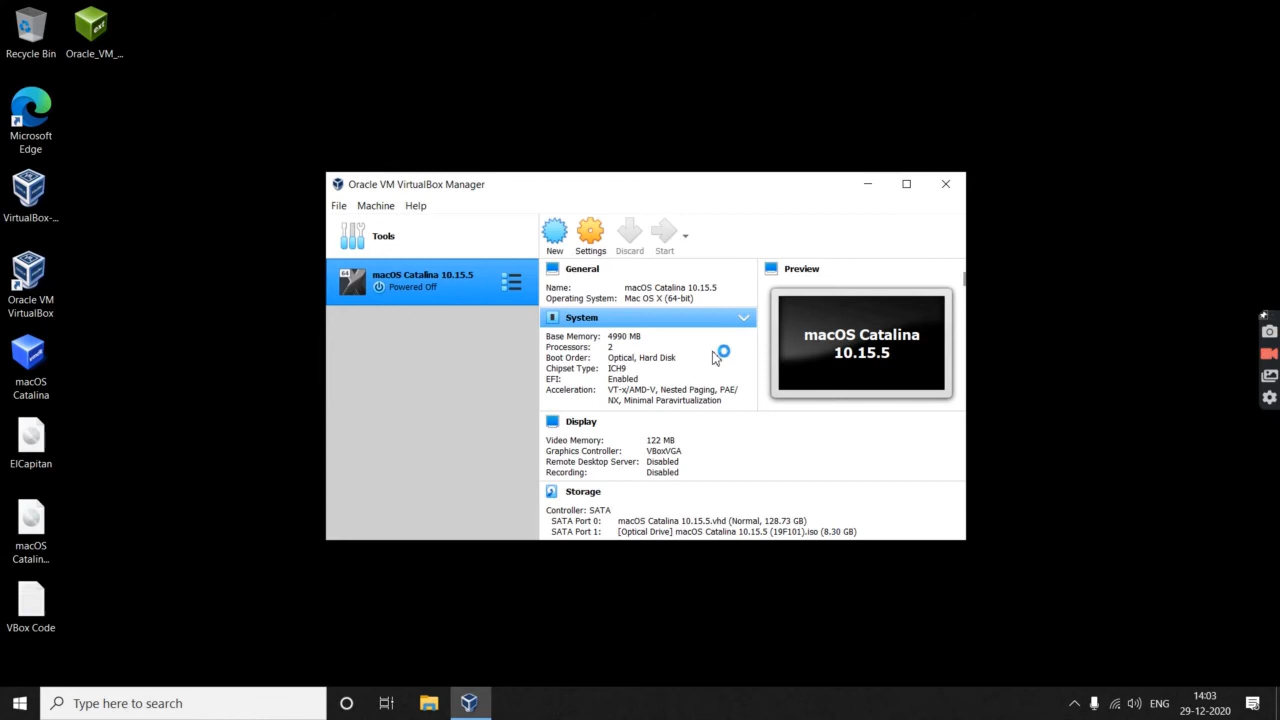 Recycle Bin
Oracle_VM_...
Microsoft
Edge
VirtualBox-...
Oracle VM
VirtualBox
macOS
Catalina
ElCapitan
macOS
Catalin...
VBox Code
Oracle VM VirtualBox Manager
File Machine Help
Tools
New Settings Discard Start
64
macOS Catalina 10.15.5
Powered Off
General
Name: macOS Catalina 10.15.5
Operating System: Mac OS X (64-bit)
System
Base Memory: 4990 MB
Processors: 2
Boot Order: Optical, Hard Disk
Chipset Type: ICH9
EFI: Enabled
Acceleration: VT-x/AMD-V, Nested Paging, PAE/
NX, Minimal Paravirtualization
Preview
macOS Catalina
10.15.5
Display
Video Memory: 122 MB
Graphics Controller: VBoxVGA
Remote Desktop Server: Disabled
Recording: Disabled
Storage
Controller: SATA
SATA Port 0: macOS Catalina 10.15.5.vhd (Normal, 128.73 GB)
SATA Port 1: [Optical Drive] macOS Catalina 10.15.5 (19F101).iso (8.30 GB)
Type here to search
ENG
14:03
29-12-2020